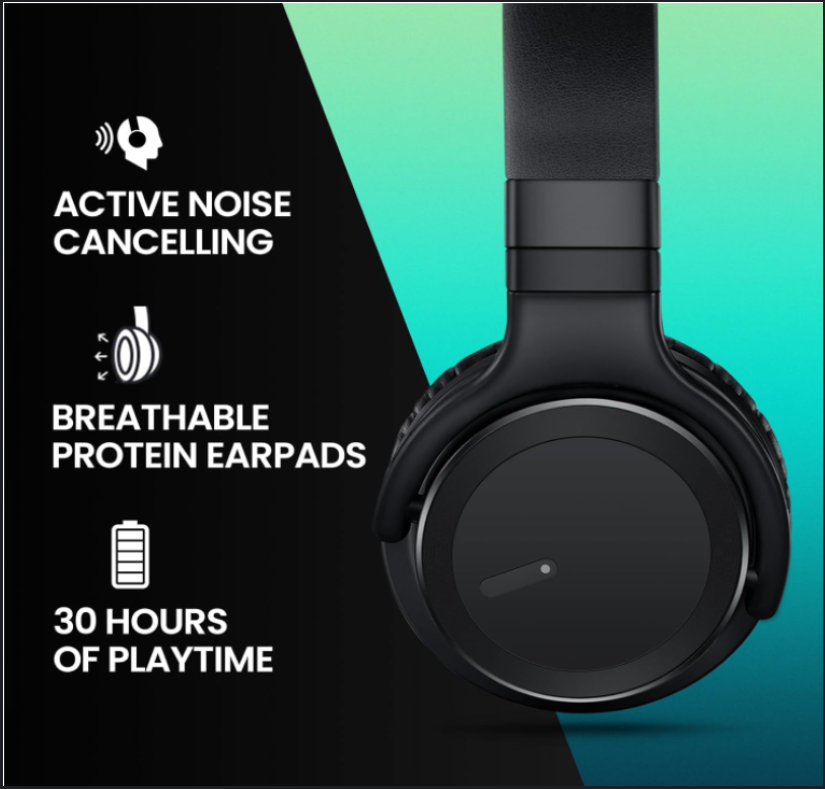 ACTIVE NOISE
CANCELLING
BREATHABLE
PROTEIN EARPADS
30 HOURS
OF PLAYTIME